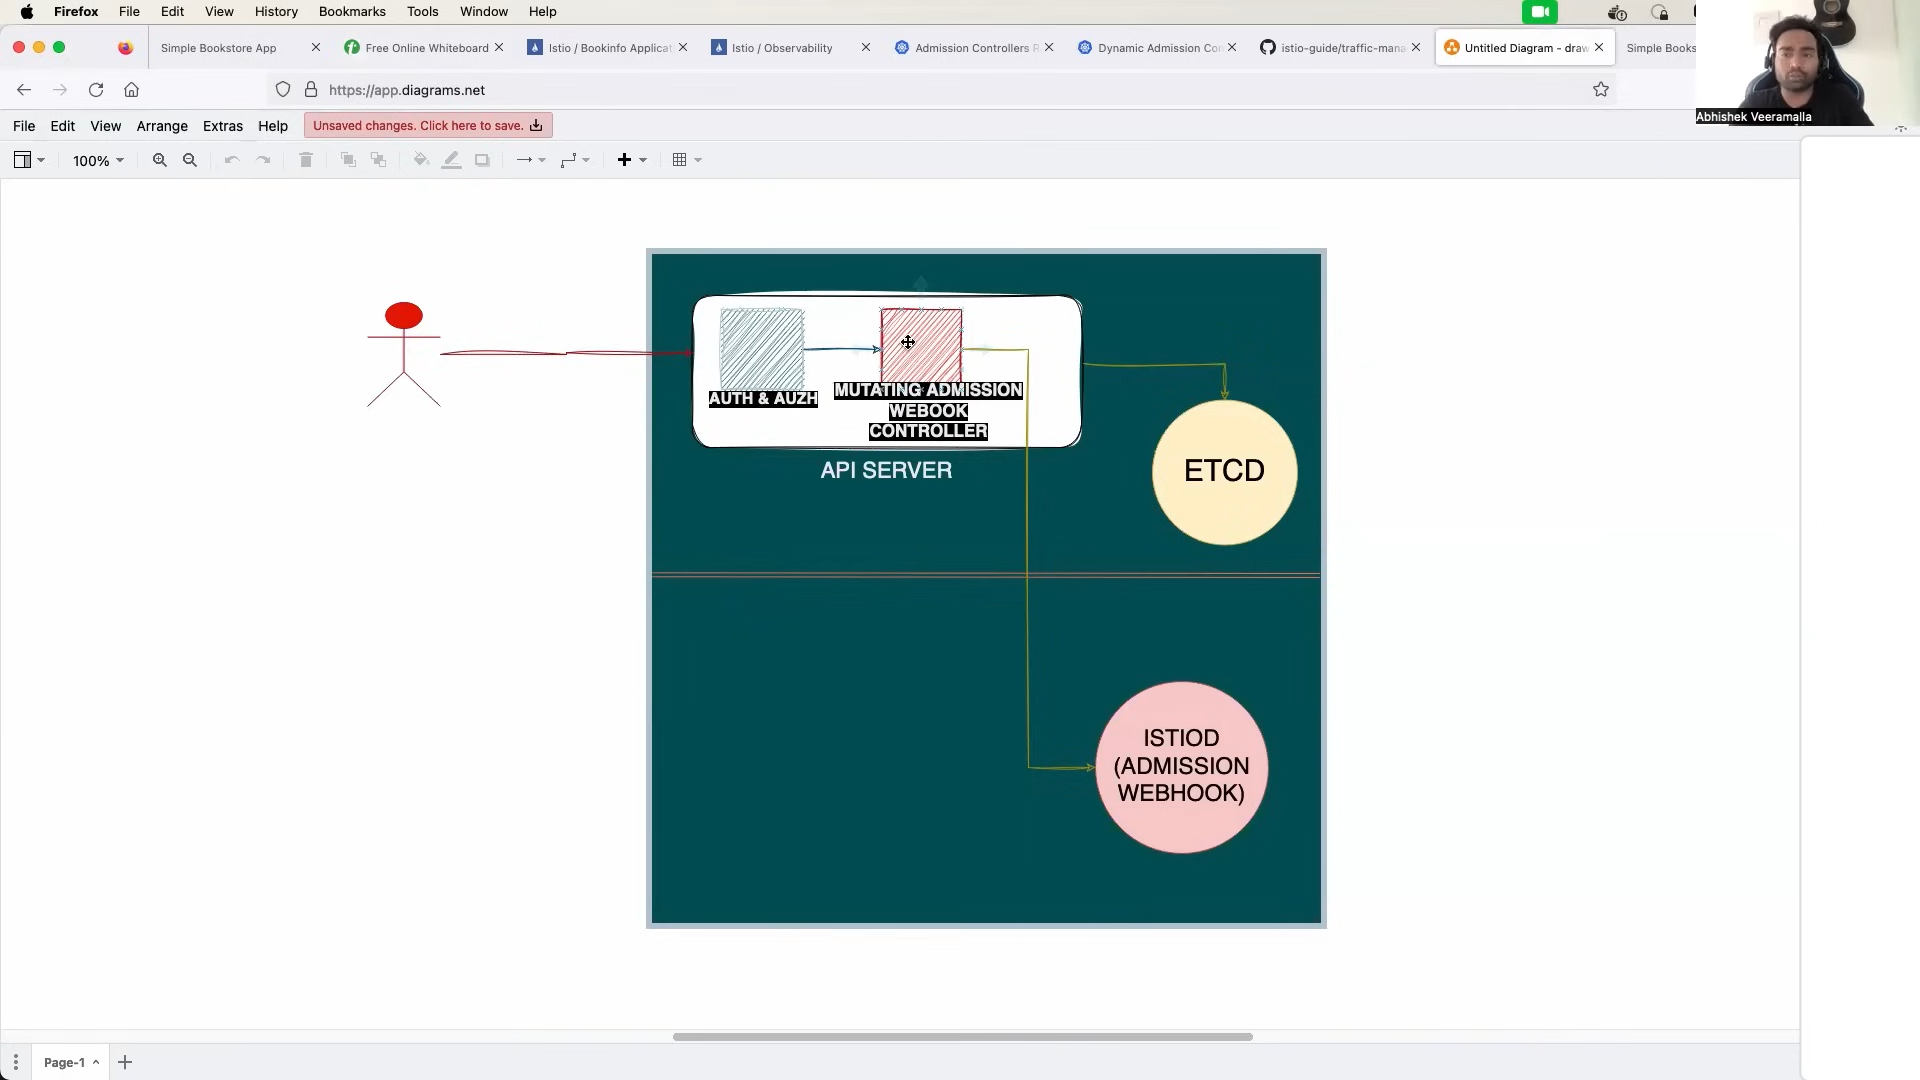 Firefox File Edit View History Bookmarks Tools Window Help
Simple Bookstore App
Free Online Whiteboard
Istio / Bookinfo Applicat
Istio / Observability
Admission Controllers R
Dynamic Admission Co
istio-guide/traffic-mana
Untitled Diagram - draw
Simple Books
https://app.diagrams.net
Abhishek Veeramalla
File Edit View Arrange Extras Help Unsaved changes. Click here to save.
100%
AUTH & AUZH
MUTATING ADMISSION
WEBOOK
CONTROLLER
API SERVER
ETCD
ISTIOD
(ADMISSION
WEBHOOK)
Page-1